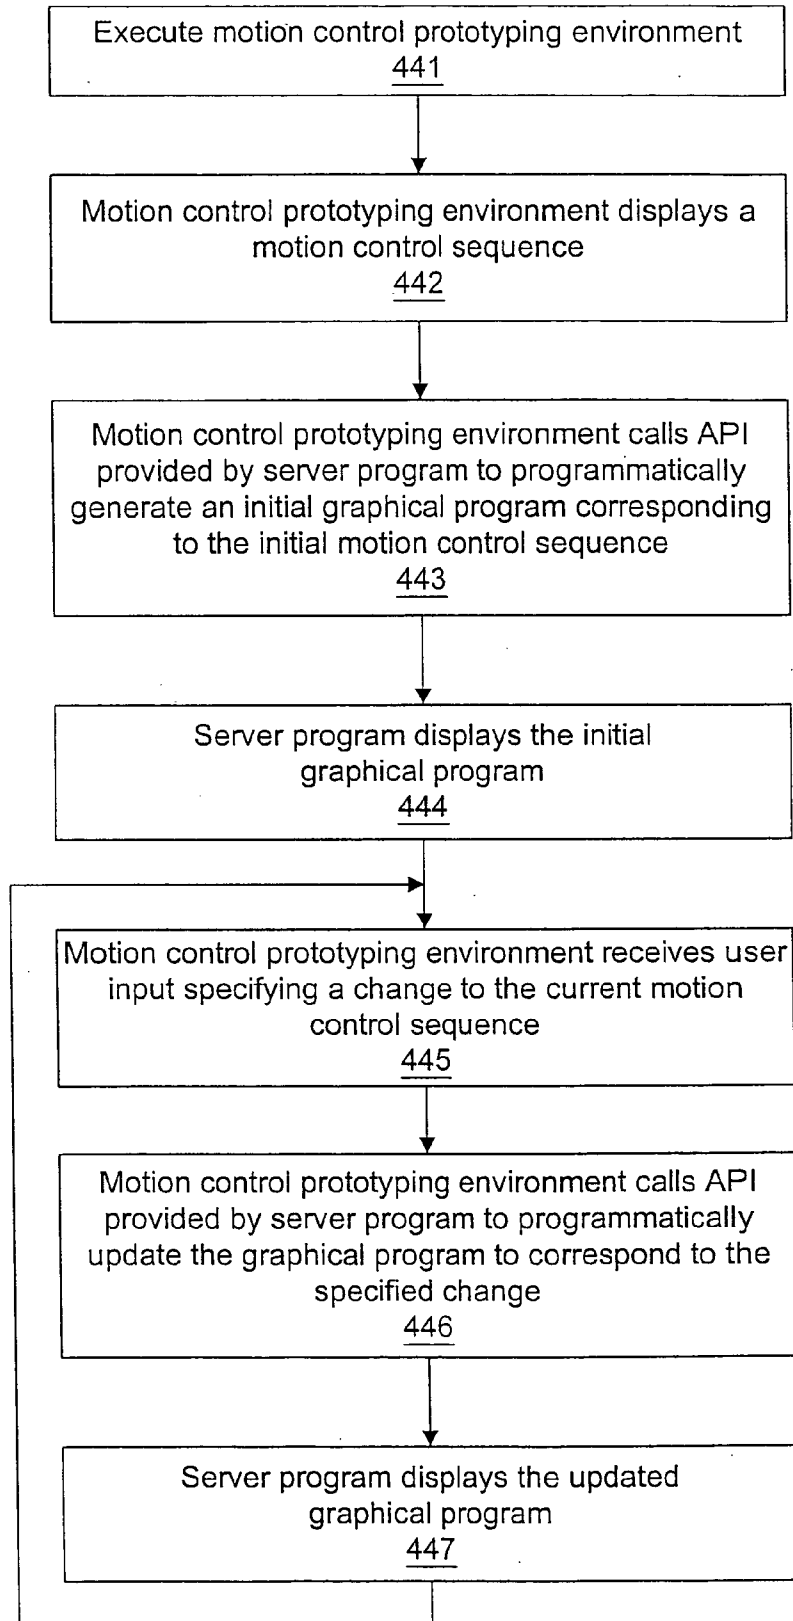 Execute motion control prototyping environment
441
Motion control prototyping environment displays a
motion control sequence
442
Motion control prototyping environment calls API
provided by server program to programmatically
generate an initial graphical program corresponding
to the initial motion control sequence
443
Server program displays the initial
graphical program
444
Motion control prototyping environment receives user
input specifying a change to the current motion
control sequence
445
Motion control prototyping environment calls API
provided by server program to programmatically
update the graphical program to correspond to the
specified change
446
Server program displays the updated
graphical program
447